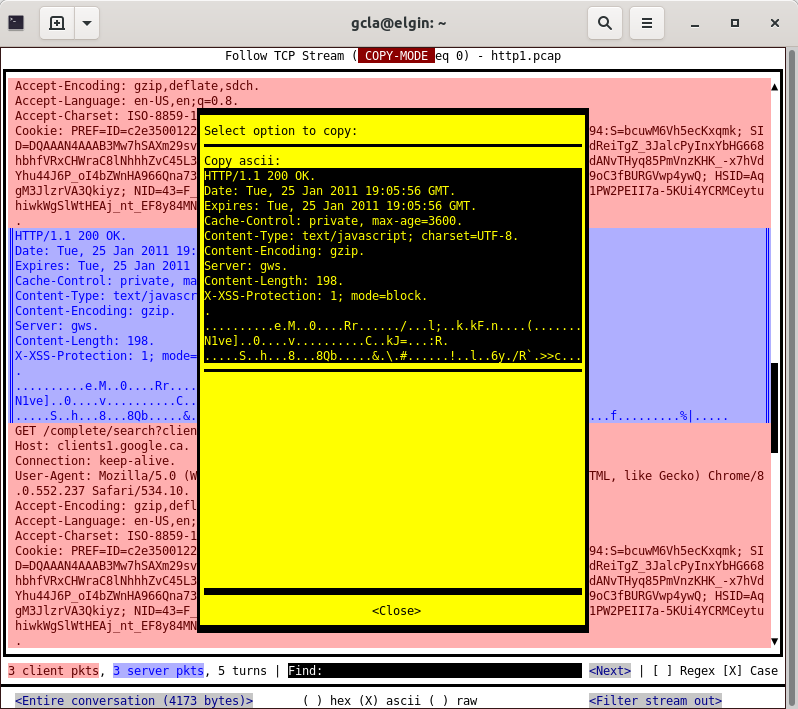 gcla@elgin: ~
Follow TCP Stream ( COPY-MODE eq 0) - http1.pcap
Accept-Encoding: gzip,deflate,sdch.
Accept-Language: en-US,en;q=0.8.
Accept-Charset: ISO-8859-1
Cookie: PREF=ID=c2e3500122 94:S=bcuwM6Vh5ecKxqmk; SI
D=DQAAAN4AAAB3Mw7hSAXm29sv dReiTgZ_3JalcPyInxYbHG668
hbhfVRxCHWraC8lNhhhZvC45L3 dANvTHyq85PmVnzKHK_-x7hVd
Yhu44J6P_oI4bZWnHA966Qna73 9oC3fBURGVwp4ywQ; HSID=Aq
gM3JlzrVA3Qkiyz; NID=43=F_ 1PW2PEII7a-5KUi4YCRMCeytu
hiwkWgSlWtHEAj_nt_EF8y84MN
.
HTTP/1.1 200 OK.
Date: Tue, 25 Jan 2011 19:
Expires: Tue, 25 Jan 2011
Cache-Control: private, ma
Content-Type: text/javascr
Content-Encoding: gzip.
Server: gws.
Content-Length: 198.
X-XSS-Protection: 1; mode=
.
..........e.M..0....Rr....
N1ve]..0....v..........C..
.....S..h...8...8Qb.....&. ...f.........%|.....
GET /complete/search?clien
Host: clients1.google.ca.
Connection: keep-alive.
User-Agent: Mozilla/5.0 (W TML, like Gecko) Chrome/8
.0.552.237 Safari/534.10.
Accept-Encoding: gzip,defl
Accept-Language: en-US,en;
Accept-Charset: ISO-8859-1
Cookie: PREF=ID=c2e3500122 94:S=bcuwM6Vh5ecKxqmk; SI
D=DQAAAN4AAAB3Mw7hSAXm29sv dReiTgZ_3JalcPyInxYbHG668
hbhfVRxCHWraC8lNhhhZvC45L3 dANvTHyq85PmVnzKHK_-x7hVd
Yhu44J6P_oI4bZWnHA966Qna73 9oC3fBURGVwp4ywQ; HSID=Aq
gM3JlzrVA3Qkiyz; NID=43=F_ 1PW2PEII7a-5KUi4YCRMCeytu
hiwkWgSlWtHEAj_nt_EF8y84MN
.
Select option to copy:
Copy ascii:
HTTP/1.1 200 OK.
Date: Tue, 25 Jan 2011 19:05:56 GMT.
Expires: Tue, 25 Jan 2011 19:05:56 GMT.
Cache-Control: private, max-age=3600.
Content-Type: text/javascript; charset=UTF-8.
Content-Encoding: gzip.
Server: gws.
Content-Length: 198.
X-XSS-Protection: 1; mode=block.
.
..........e.M..0....Rr....../...l;..k.kF.n....(.......
N1ve]..0....v..........C..kJ=...:R.
.....S..h...8...8Qb.....&.\.#......!..l..6y./R`.>>c...
<Close>
3 client pkts, 3 server pkts, 5 turns | Find: <Next> | [ ] Regex [X] Case
<Entire conversation (4173 bytes)> ( ) hex (X) ascii ( ) raw <Filter stream out>